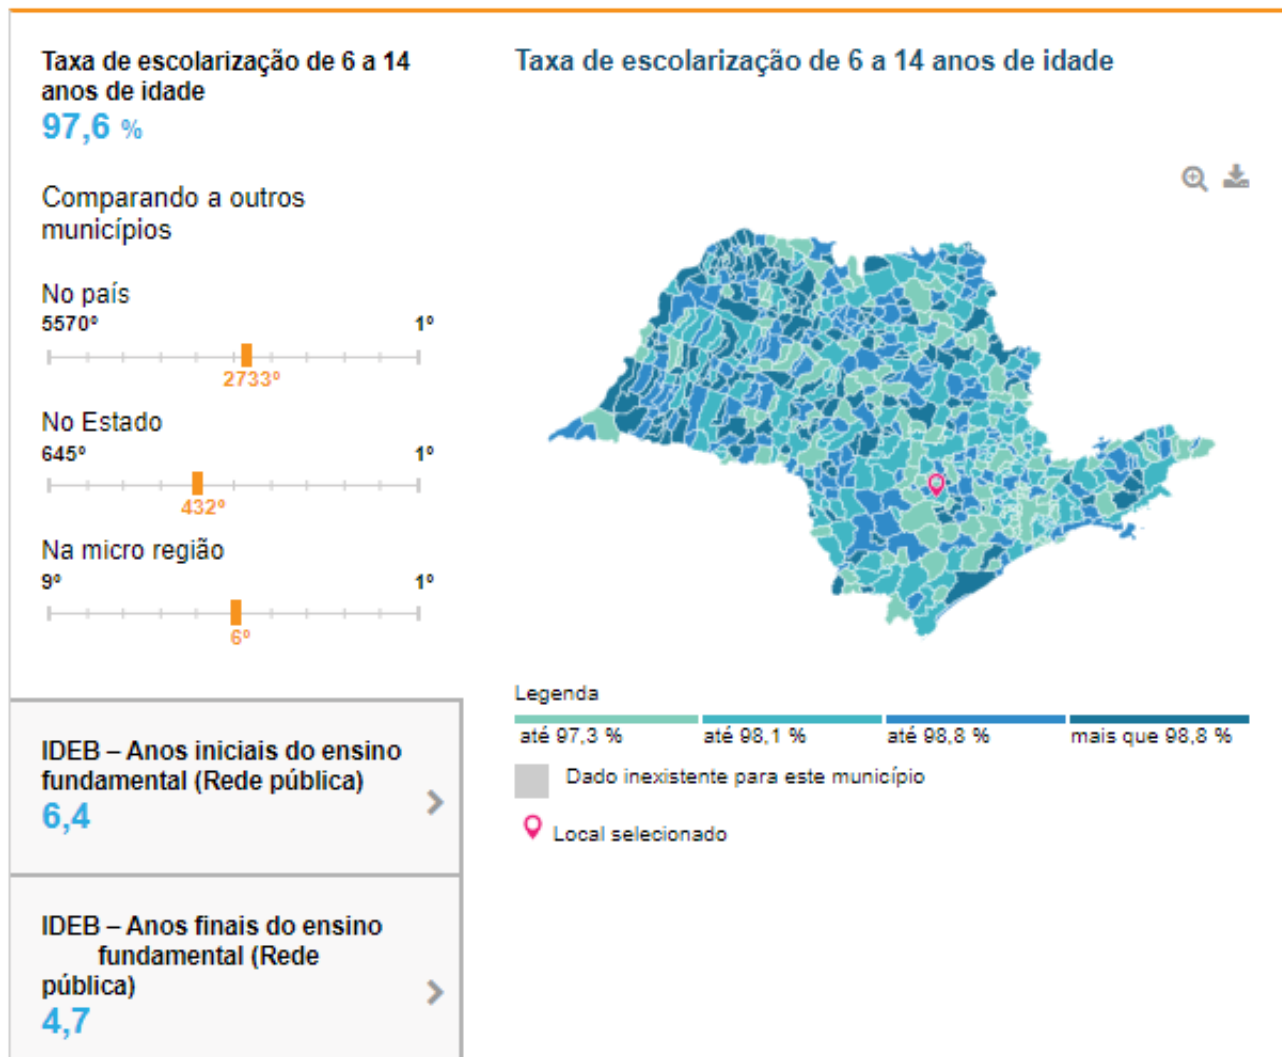 Taxa de escolarização de 6 a 14
anos de idade
97,6 %
Comparando a outros
municípios
No país
5570º
1º
2733º
No Estado
645º
1º
432º
Na micro região
9º
1º
6º
IDEB – Anos iniciais do ensino
fundamental (Rede pública)
6,4
IDEB – Anos finais do ensino
fundamental (Rede
pública)
4,7
Taxa de escolarização de 6 a 14 anos de idade
Legenda
até 97,3 %
até 98,1 %
até 98,8 %
mais que 98,8 %
Dado inexistente para este município
Local selecionado